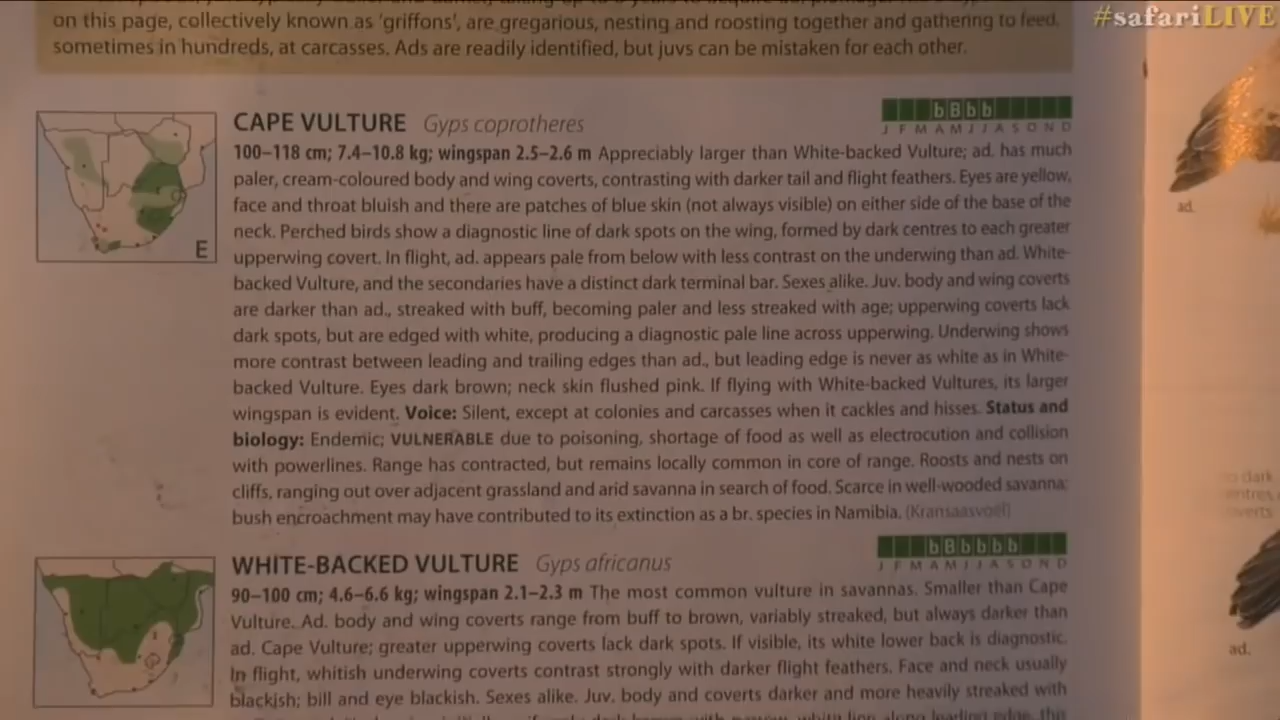 #safariLIVE
on this page, collectively known as 'griffons', are gregarious, nesting and roosting together and gathering to feed,
sometimes in hundreds, at carcasses. Ads are readily identified, but juvs can be mistaken for each other.
CAPE VULTURE Gyps coprotheres
bBbb
J F M A M J J A S O N D
100–118 cm; 7.4–10.8 kg; wingspan 2.5–2.6 m Appreciably larger than White-backed Vulture; ad. has much
paler, cream-coloured body and wing coverts, contrasting with darker tail and flight feathers. Eyes are yellow,
face and throat bluish and there are patches of blue skin (not always visible) on either side of the base of the
neck. Perched birds show a diagnostic line of dark spots on the wing, formed by dark centres to each greater
upperwing covert. In flight, ad. appears pale from below with less contrast on the underwing than ad. White-
backed Vulture, and the secondaries have a distinct dark terminal bar. Sexes alike. Juv. body and wing coverts
are darker than ad., streaked with buff, becoming paler and less streaked with age; upperwing coverts lack
dark spots, but are edged with white, producing a diagnostic pale line across upperwing. Underwing shows
more contrast between leading and trailing edges than ad., but leading edge is never as white as in White-
backed Vulture. Eyes dark brown; neck skin flushed pink. If flying with White-backed Vultures, its larger
wingspan is evident. Voice: Silent, except at colonies and carcasses when it cackles and hisses. Status and
biology: Endemic; VULNERABLE due to poisoning, shortage of food as well as electrocution and collision
with powerlines. Range has contracted, but remains locally common in core of range. Roosts and nests on
cliffs, ranging out over adjacent grassland and arid savanna in search of food. Scarce in well-wooded savanna;
bush encroachment may have contributed to its extinction as a br. species in Namibia. (Kransaasvoël)
E
WHITE-BACKED VULTURE Gyps africanus
bBbbbb
J F M A M J J A S O N D
90–100 cm; 4.6–6.6 kg; wingspan 2.1–2.3 m The most common vulture in savannas. Smaller than Cape
Vulture. Ad. body and wing coverts range from buff to brown, variably streaked, but always darker than
ad. Cape Vulture; greater upperwing coverts lack dark spots. If visible, its white lower back is diagnostic.
In flight, whitish underwing coverts contrast strongly with darker flight feathers. Face and neck usually
blackish; bill and eye blackish. Sexes alike. Juv. body and coverts darker and more heavily streaked with
ad.
dark
ad.